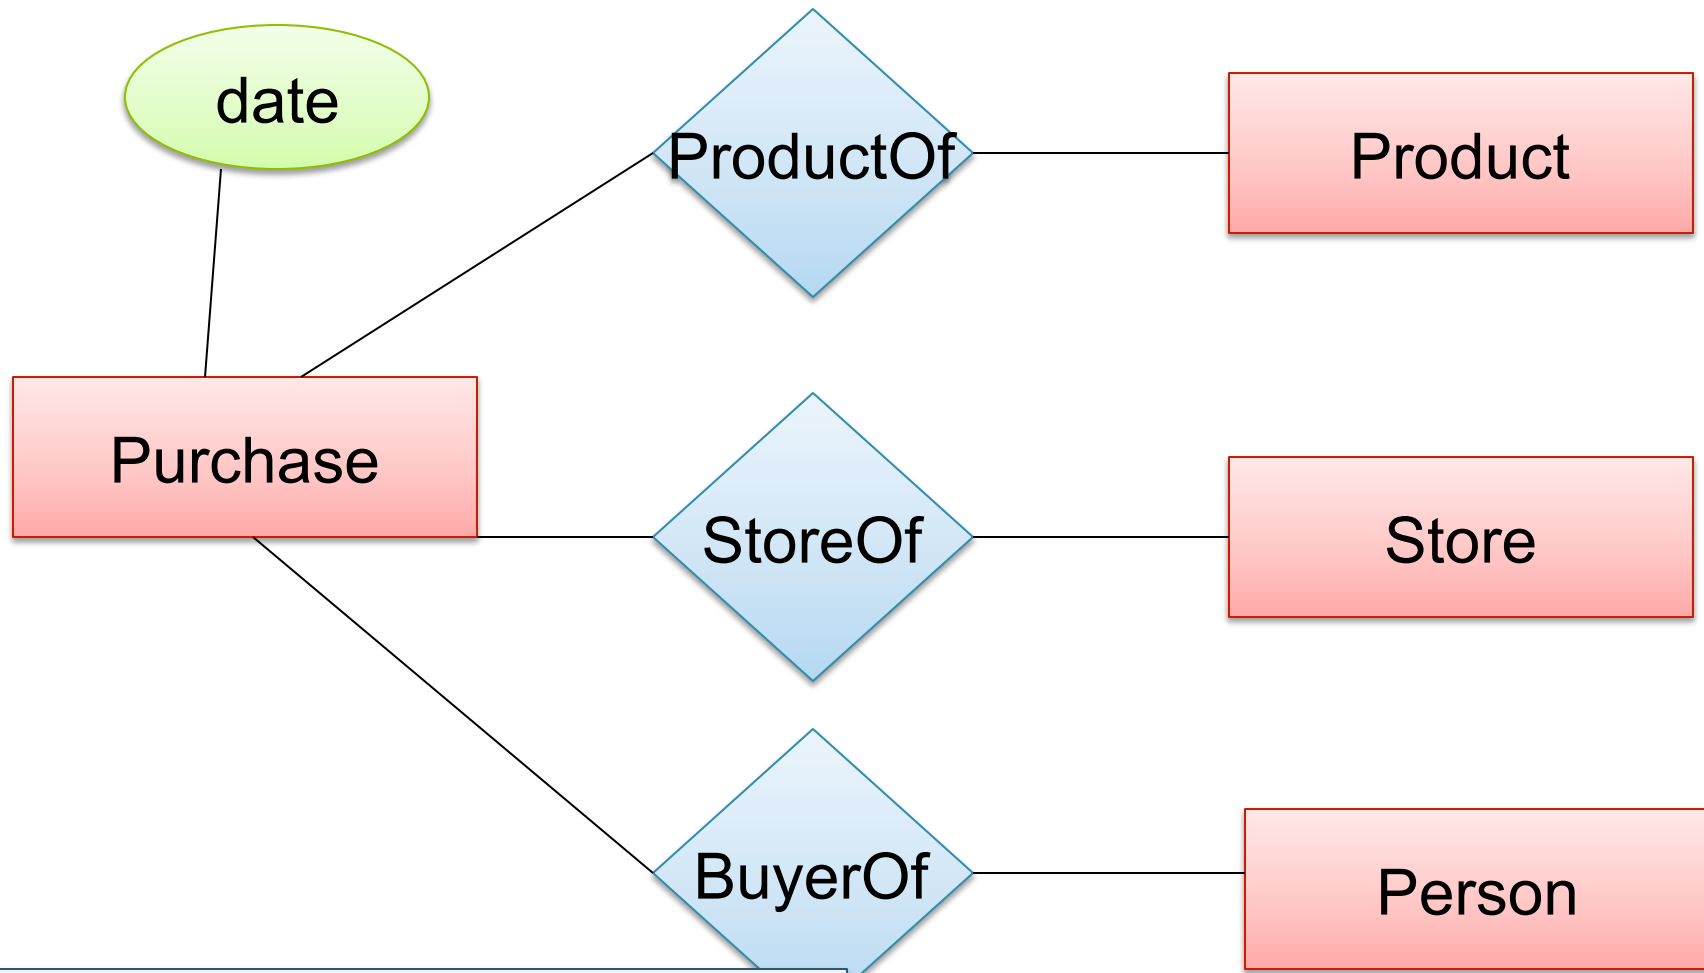 date
ProductOf
Product
Purchase
StoreOf
Store
BuyerOf
Person